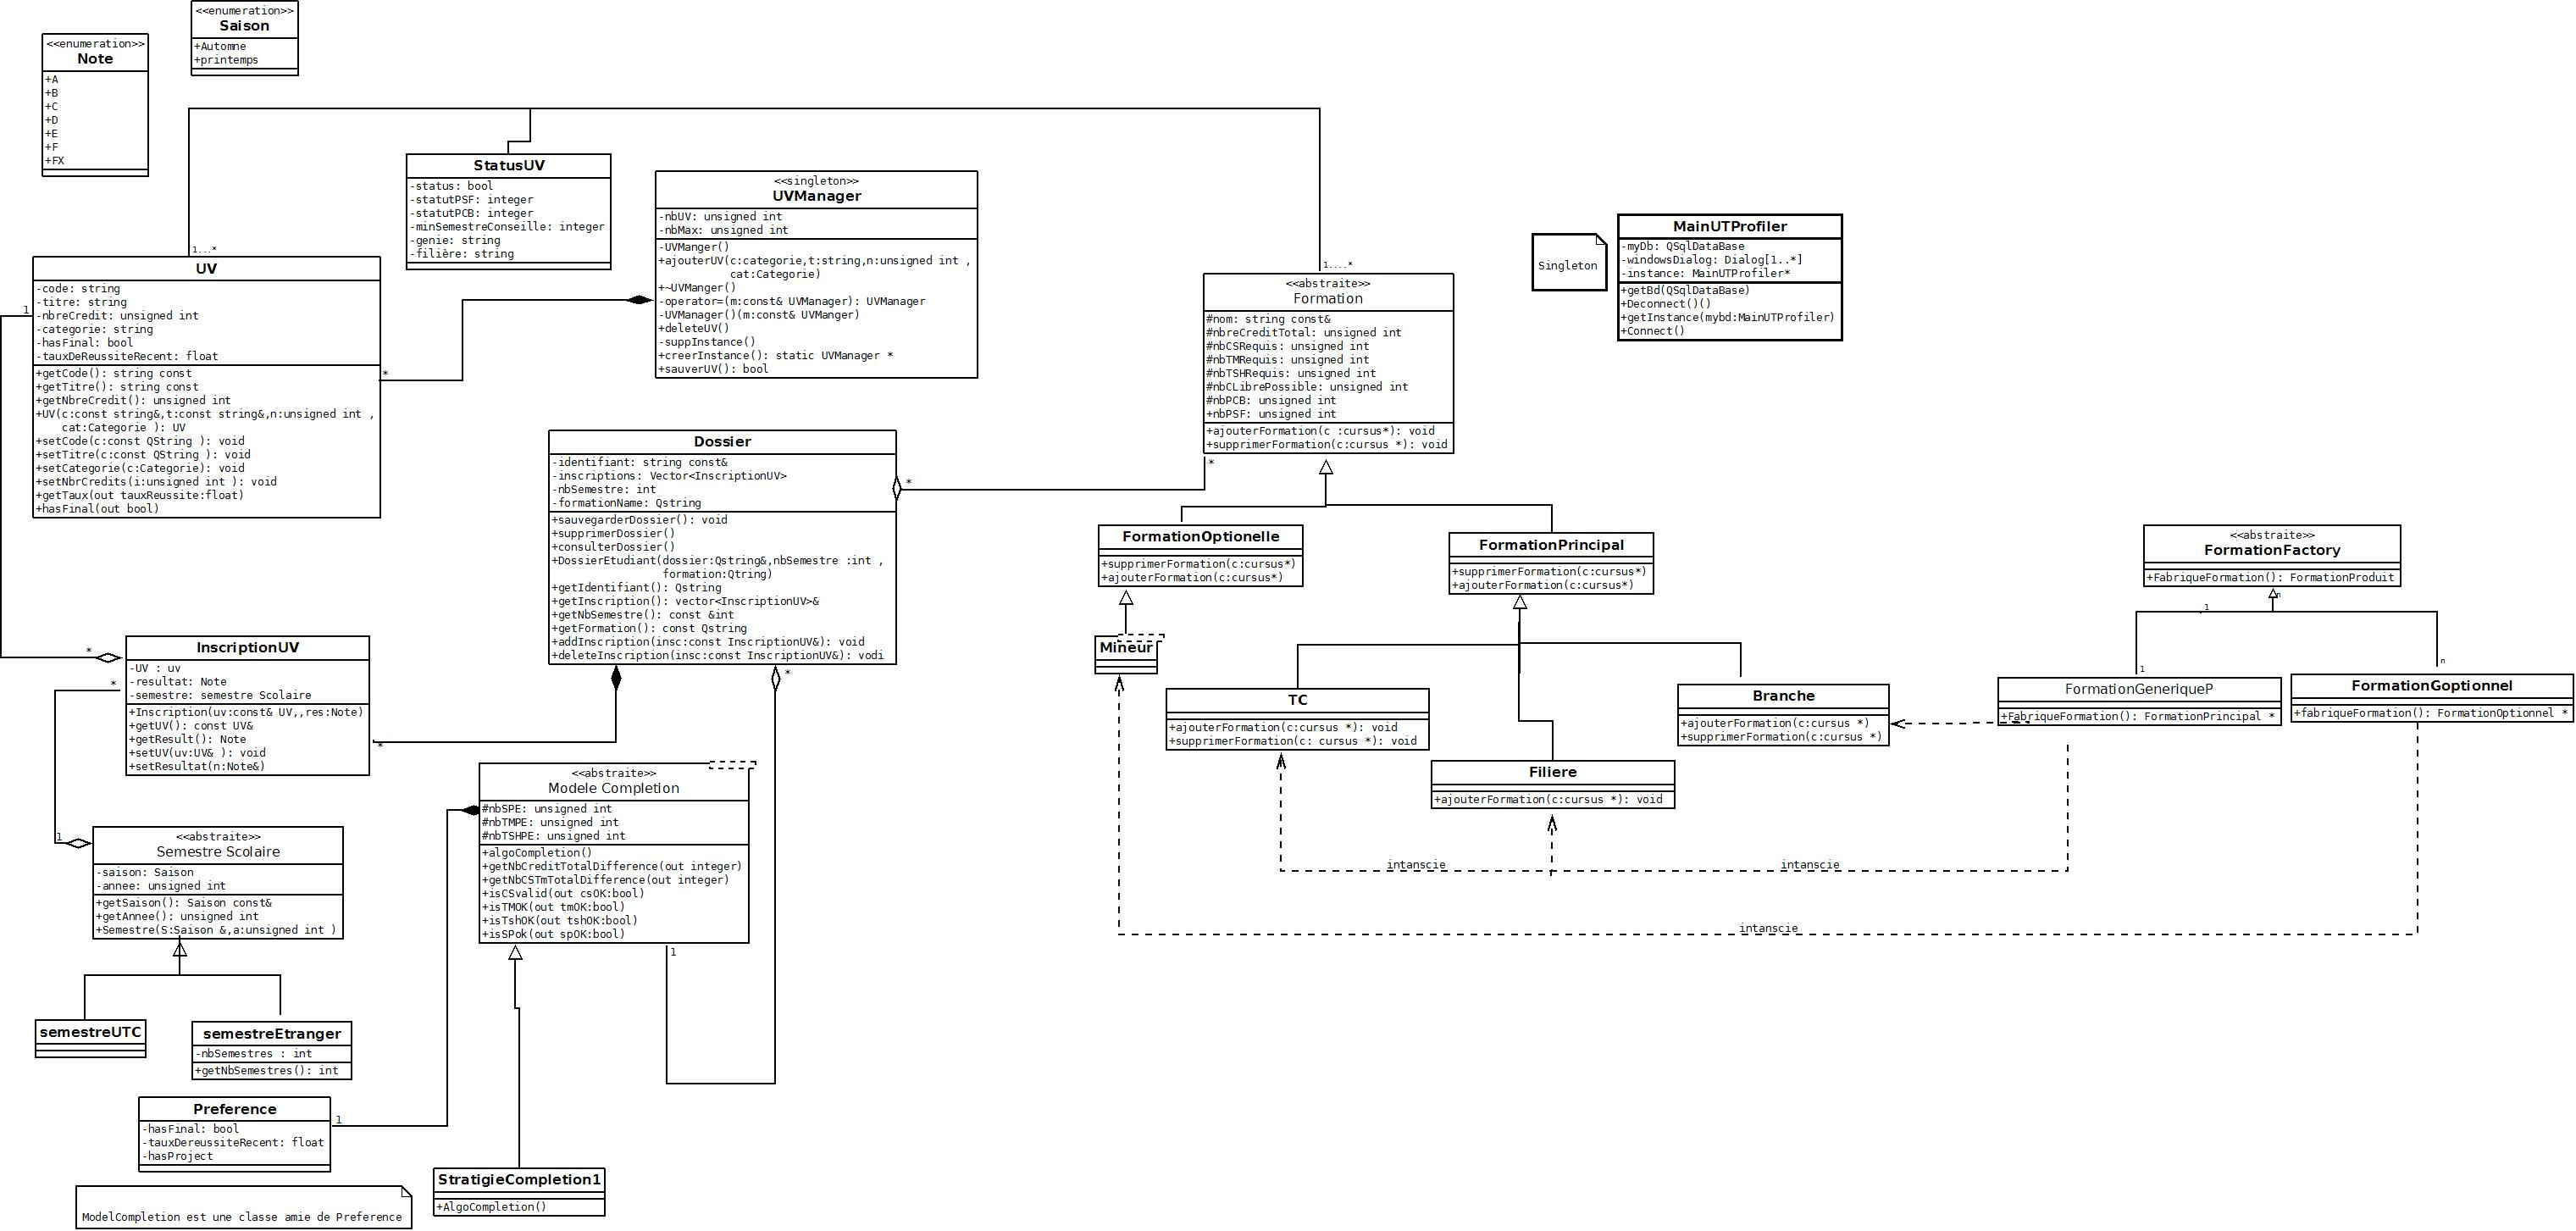 <<enumeration>>
Saison
+Automne
+printemps
<<enumeration>>
Note
+A
+B
+C
+D
+E
+F
+FX
StatusUV
-status: bool
-statutPSF: integer
-statutPCB: integer
-minSemestreConseille: integer
-genie: string
-filière: string
<<singleton>>
UVManager
-nbUV: unsigned int
-nbMax: unsigned int
-UVManger()
+ajouterUV(c:categorie,t:string,n:unsigned int ,
cat:Categorie)
+~UVManger()
-operator=(m:const& UVManager): UVManager
-UVManager()(m:const& UVManger)
+deleteUV()
-suppInstance()
+creerInstance(): static UVManager *
+sauverUV(): bool
Singleton
MainUTProfiler
-myDb: QSqlDataBase
-windowsDialog: Dialog[1..*]
-instance: MainUTProfiler*
+getBd(QSqlDataBase)
+Deconnect()()
+getInstance(mybd:MainUTProfiler)
+Connect()
1...*
UV
-code: string
-titre: string
-nbreCredit: unsigned int
-categorie: string
-hasFinal: bool
-tauxDeReussiteRecent: float
+getCode(): string const
+getTitre(): string const
+getNbreCredit(): unsigned int
+UV(c:const string&,t:const string&,n:unsigned int ,
cat:Categorie ): UV
+setCode(c:const QString ): void
+setTitre(c:const QString ): void
+setCategorie(c:Categorie): void
+setNbrCredits(i:unsigned int ): void
+getTaux(out tauxReussite:float)
+hasFinal(out bool)
1
*
1....*
<<abstraite>>
Formation
#nom: string const&
#nbreCreditTotal: unsigned int
#nbCSRequis: unsigned int
#nbTMRequis: unsigned int
#nbTSHRequis: unsigned int
#nbCLibrePossible: unsigned int
#nbPCB: unsigned int
+nbPSF: unsigned int
+ajouterFormation(c :cursus*): void
+supprimerFormation(c:cursus *): void
*
Dossier
-identifiant: string const&
-inscriptions: Vector<InscriptionUV>
-nbSemestre: int
-formationName: Qstring
+sauvegarderDossier(): void
+supprimerDossier()
+consulterDossier()
+DossierEtudiant(dossier:Qstring&,nbSemestre :int ,
formation:Qtring)
+getIdentifiant(): Qstring
+getInscription(): vector<InscriptionUV>&
+getNbSemestre(): const &int
+getFormation(): const Qstring
+addInscription(insc:const InscriptionUV&): void
+deleteInscription(insc:const InscriptionUV&): vodi
*
*
FormationOptionelle
+supprimerFormation(c:cursus*)
+ajouterFormation(c:cursus*)
FormationPrincipal
+supprimerFormation(c:cursus*)
+ajouterFormation(c:cursus*)
<<abstraite>>
FormationFactory
+FabriqueFormation(): FormationProduit
n
1
1
n
Mineur
TC
+ajouterFormation(c:cursus *): void
+supprimerFormation(c: cursus *): void
Branche
+ajouterFormation(c:cursus *)
+supprimerFormation(c:cursus *)
FormationGeneriqueP
+FabriqueFormation(): FormationPrincipal *
FormationGoptionnel
+fabriqueFormation(): FormationOptionnel *
Filiere
+ajouterFormation(c:cursus *): void
intanscie
intanscie
intanscie
*
InscriptionUV
-UV : uv
-resultat: Note
-semestre: semestre Scolaire
+Inscription(uv:const& UV,,res:Note)
+getUV(): const UV&
+getResult(): Note
+setUV(uv:UV& ): void
+setResultat(n:Note&)
*
*
1
<<abstraite>>
Semestre Scolaire
-saison: Saison
-annee: unsigned int
+getSaison(): Saison const&
+getAnnee(): unsigned int
+Semestre(S:Saison &,a:unsigned int )
<<abstraite>>
Modele Completion
#nbSPE: unsigned int
#nbTMPE: unsigned int
#nbTSHPE: unsigned int
+algoCompletion()
+getNbCreditTotalDifference(out integer)
+getNbCSTmTotalDifference(out integer)
+isCSvalid(out csOK:bool)
+isTMOK(out tmOK:bool)
+isTshOK(out tshOK:bool)
+isSPok(out spOK:bool)
1
semestreUTC
semestreEtranger
-nbSemestres : int
+getNbSemestres(): int
Preference
-hasFinal: bool
-tauxDereussiteRecent: float
-hasProject
1
StratigieCompletion1
+AlgoCompletion()
ModelCompletion est une classe amie de Preference